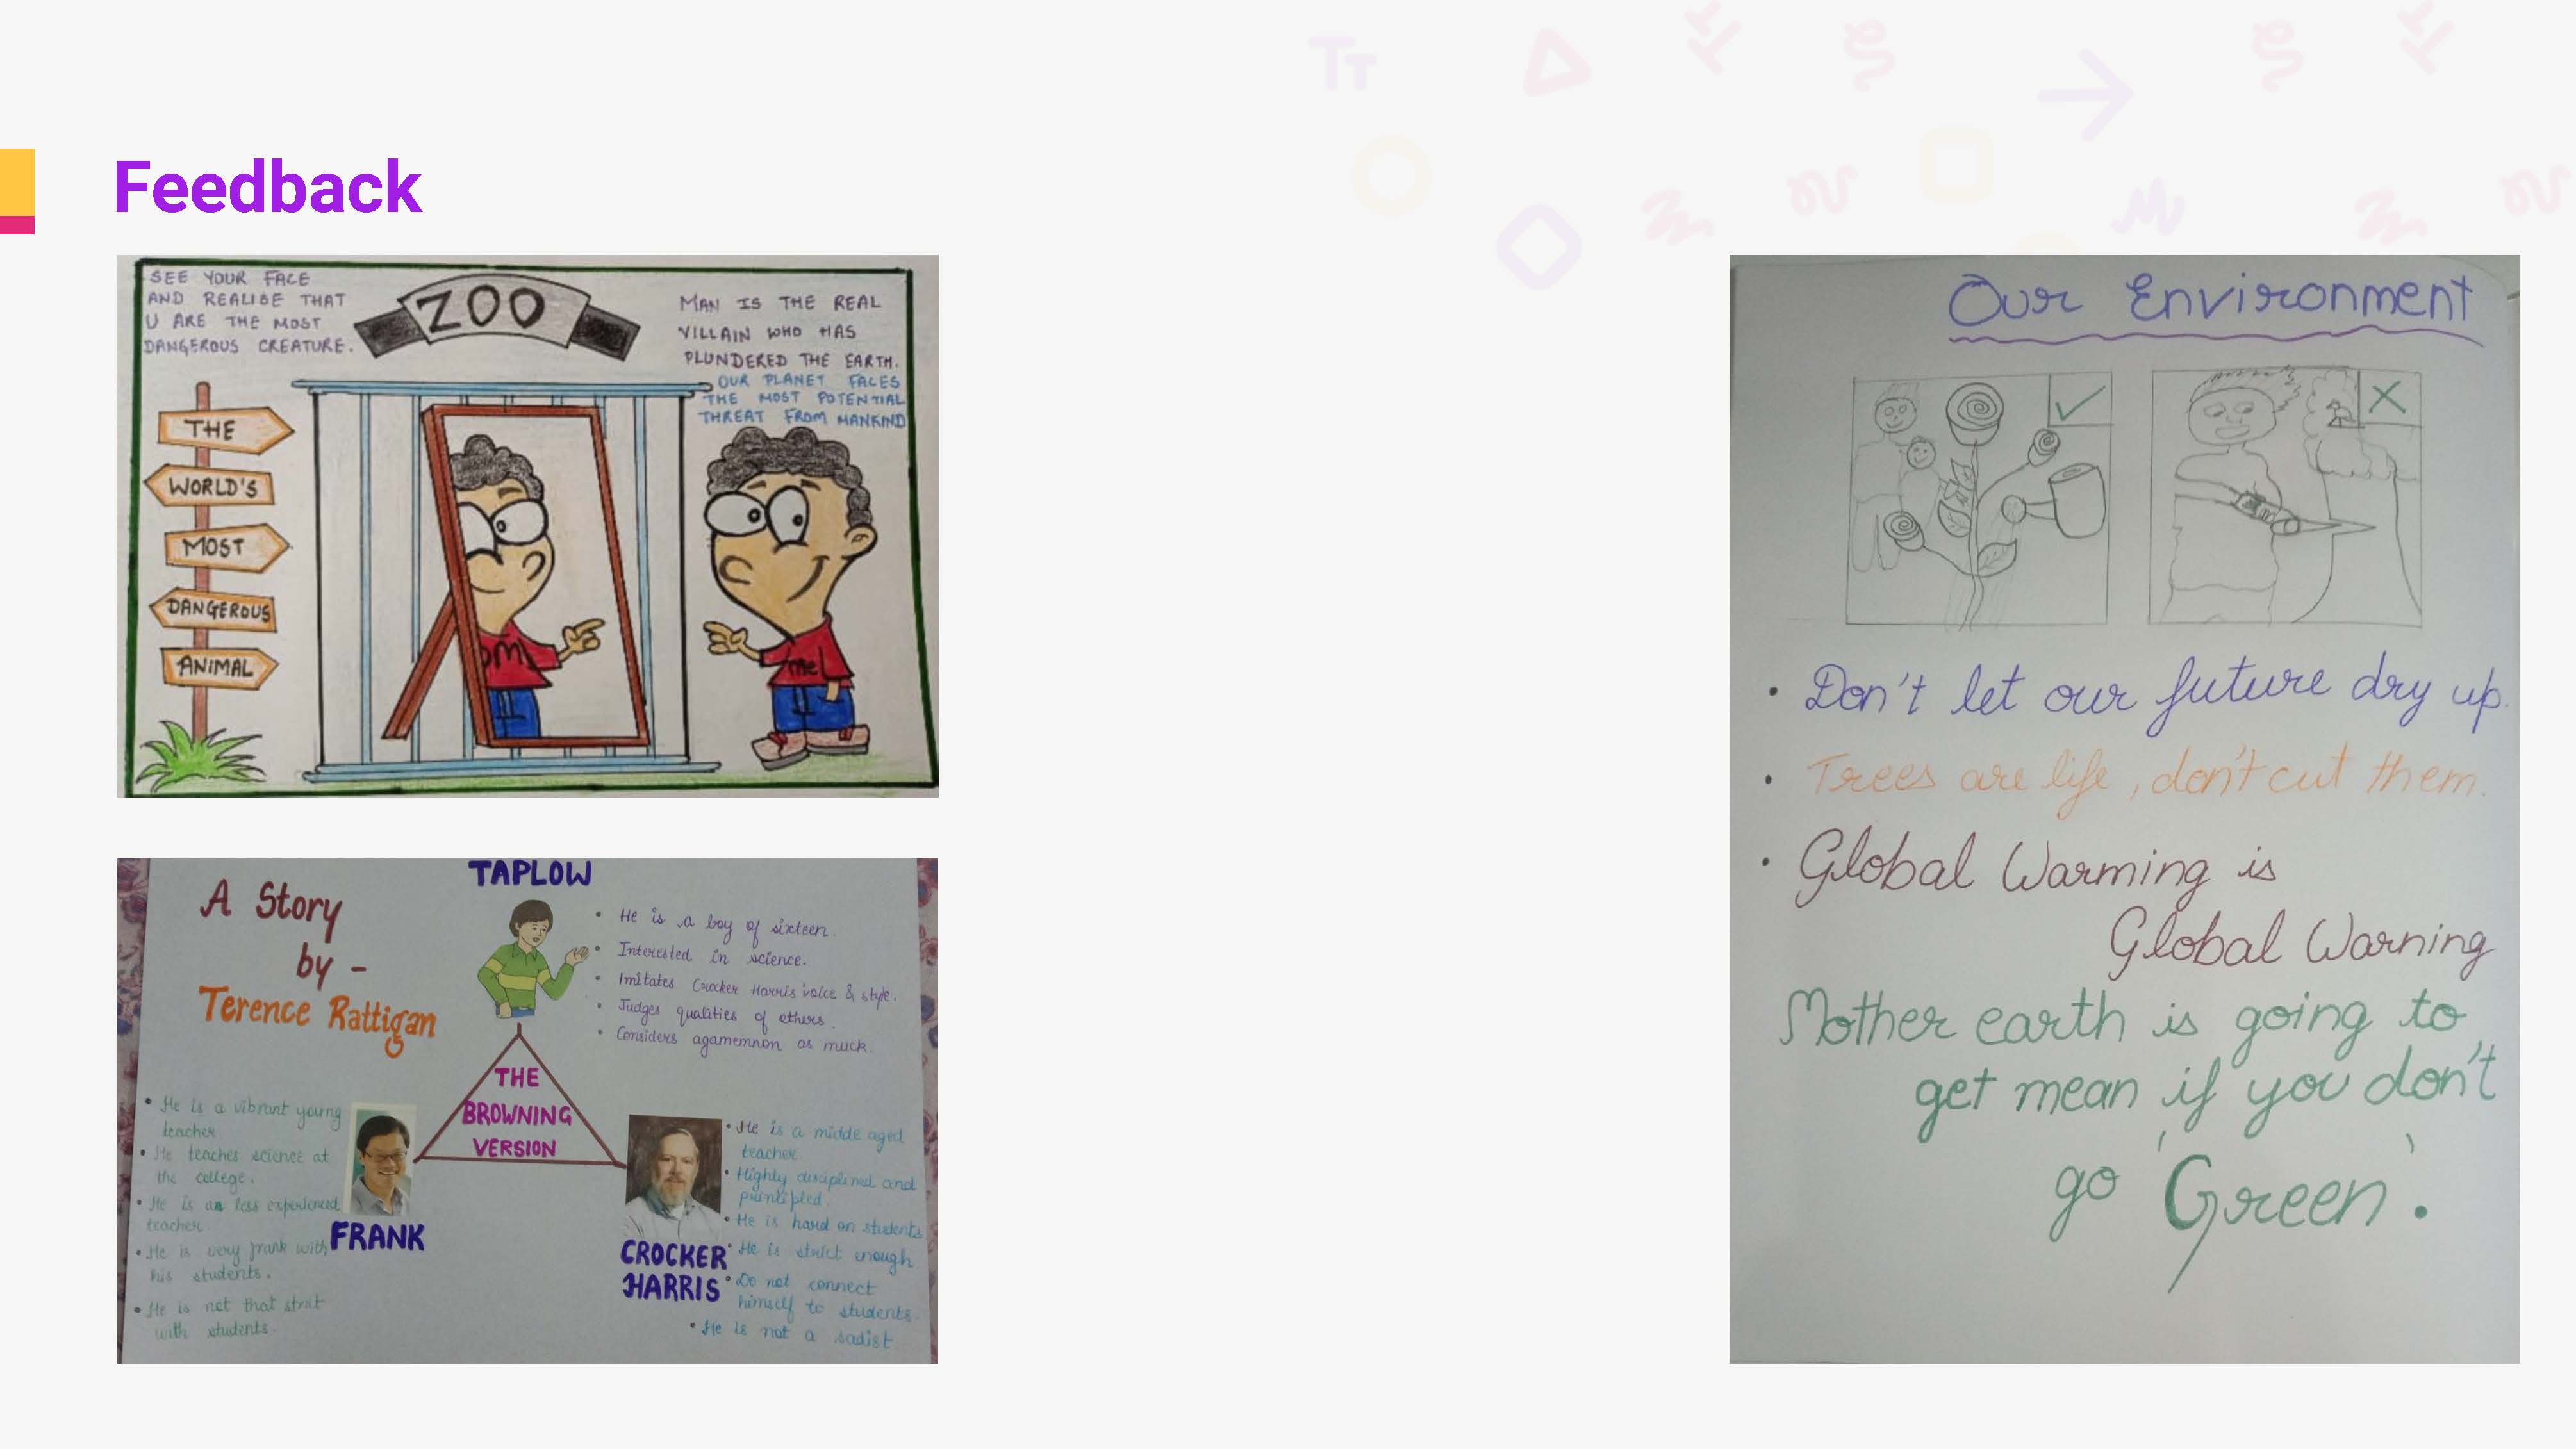 Feedback
SEE YOUR FACE
AND REALISE THAT
U ARE THE MOST
DANGEROUS CREATURE.
ZOO
MAN IS THE REAL
VILLAIN WHO HAS
PLUNDERED THE EARTH.
OUR PLANET FACES
THE MOST POTENTIAL
THREAT FROM MANKIND
THE
WORLD'S
MOST
DANGEROUS
ANIMAL
me!
A Story
by -
Terence Rattigan
TAPLOW
• He is a boy of sixteen.
• Interested in science.
• Imitates Crocker Harris' voice & style.
• Judges qualities of others.
• Considers agamemnon as muck.
THE
BROWNING
VERSION
• He is a vibrant young
teacher
• He teaches science at
the college.
• He is an less experienced
teacher.
• He is very frank with
his students.
• He is not that strit
with students.
FRANK
CROCKER
HARRIS
• He is a midde aged
teacher.
• Highly disciplined and
principled.
• He is hard on students
• He is strict enough
• Do not connect
himself to students.
• He is not a sadist
Our Environment
• Don't let our future dry up.
• Trees are life, don't cut them.
• Global Warming is
Global Warning
Mother earth is going to
get mean if you don't
go 'Green'.